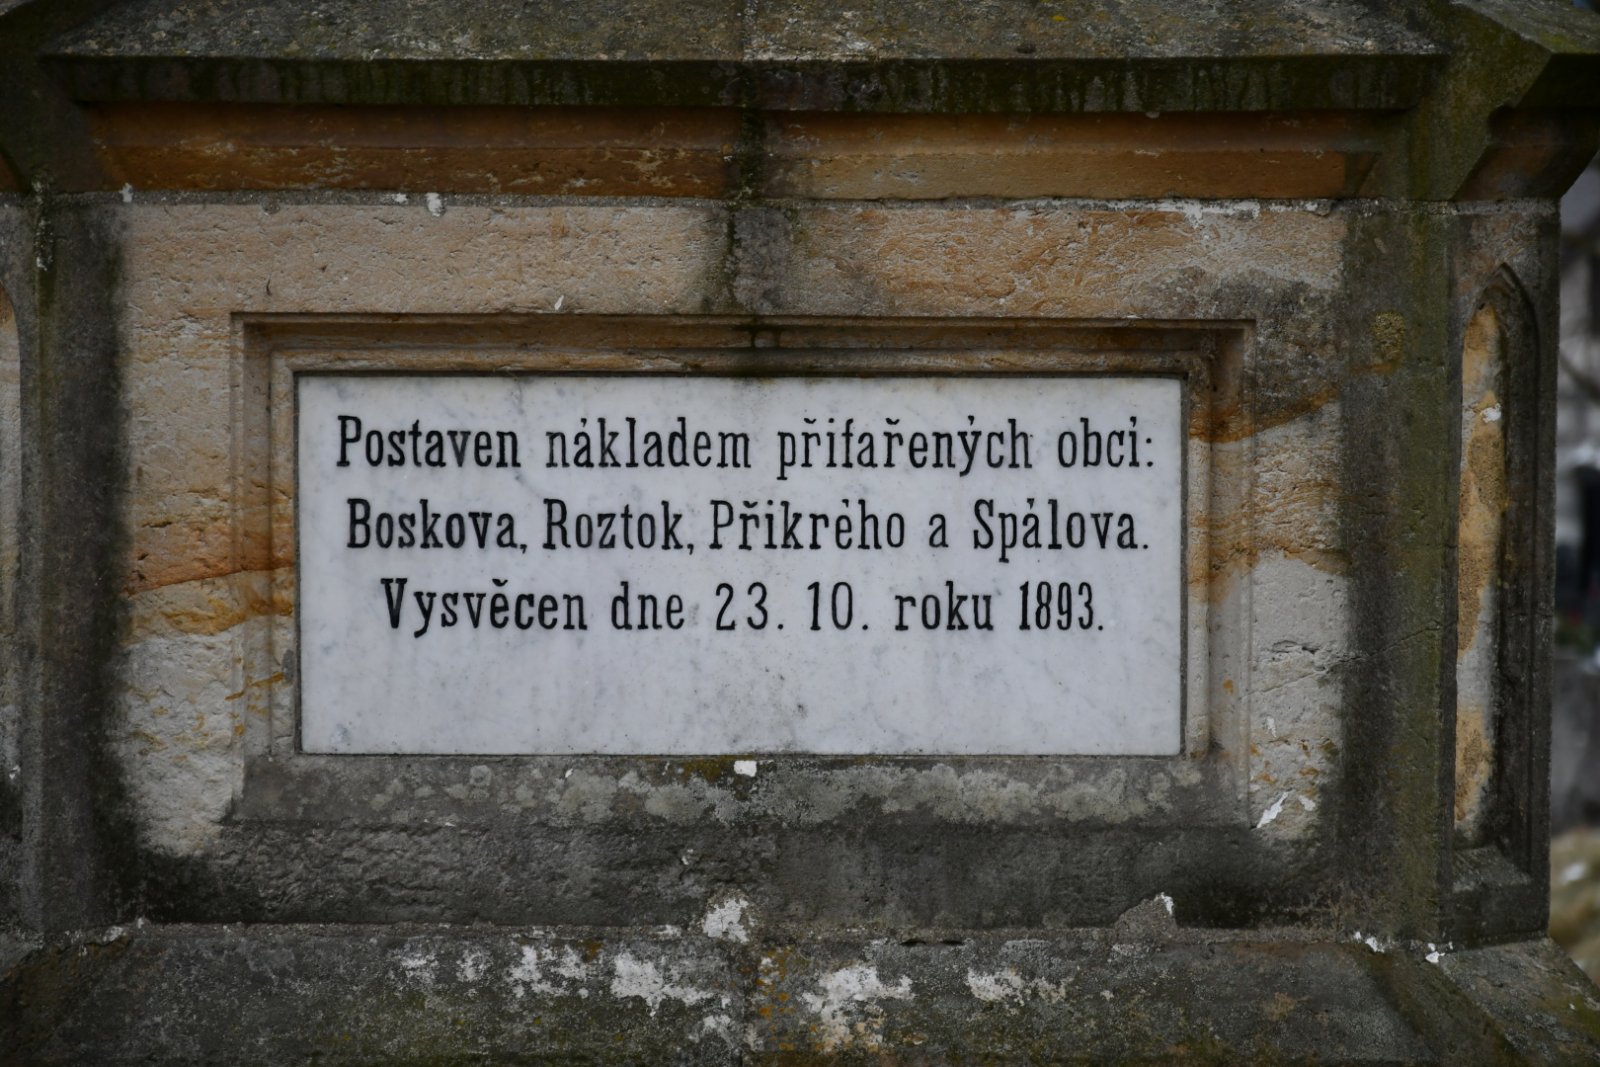 Postaven nákladem přifařených obcí:
Boskova, Roztok, Příkrého a Spálova.
Vysvěcen dne 23. 10. roku 1893.